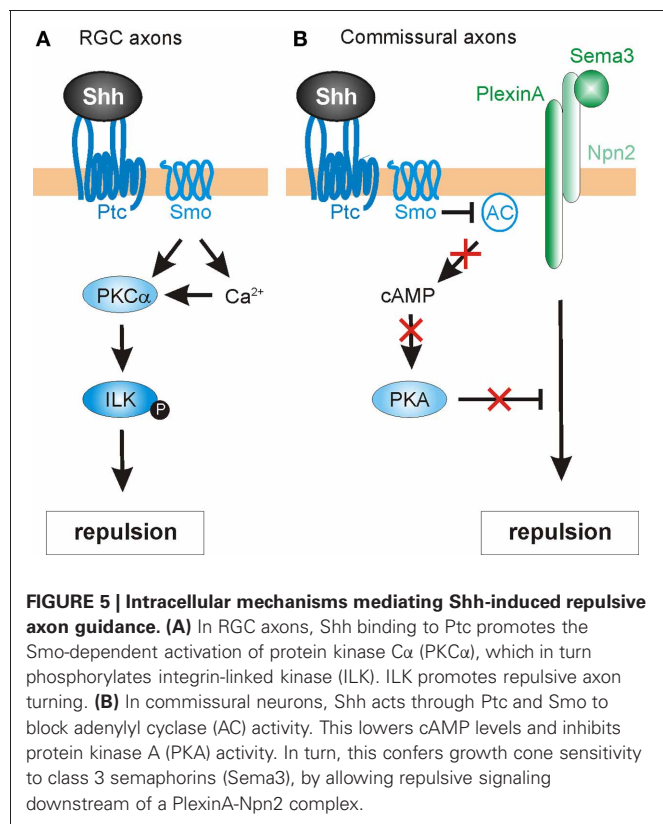 A RGC axons
B Commissural axons
Sema3
Shh
Shh
PlexinA
Npn2
Ptc
Smo
Ptc
Smo
AC
PKCα
Ca²⁺
cAMP
ILK
P
PKA
repulsion
repulsion
FIGURE 5 | Intracellular mechanisms mediating Shh-induced repulsive
axon guidance. (A) In RGC axons, Shh binding to Ptc promotes the
Smo-dependent activation of protein kinase Cα (PKCα), which in turn
phosphorylates integrin-linked kinase (ILK). ILK promotes repulsive axon
turning. (B) In commissural neurons, Shh acts through Ptc and Smo to
block adenylyl cyclase (AC) activity. This lowers cAMP levels and inhibits
protein kinase A (PKA) activity. In turn, this confers growth cone sensitivity
to class 3 semaphorins (Sema3), by allowing repulsive signaling
downstream of a PlexinA-Npn2 complex.